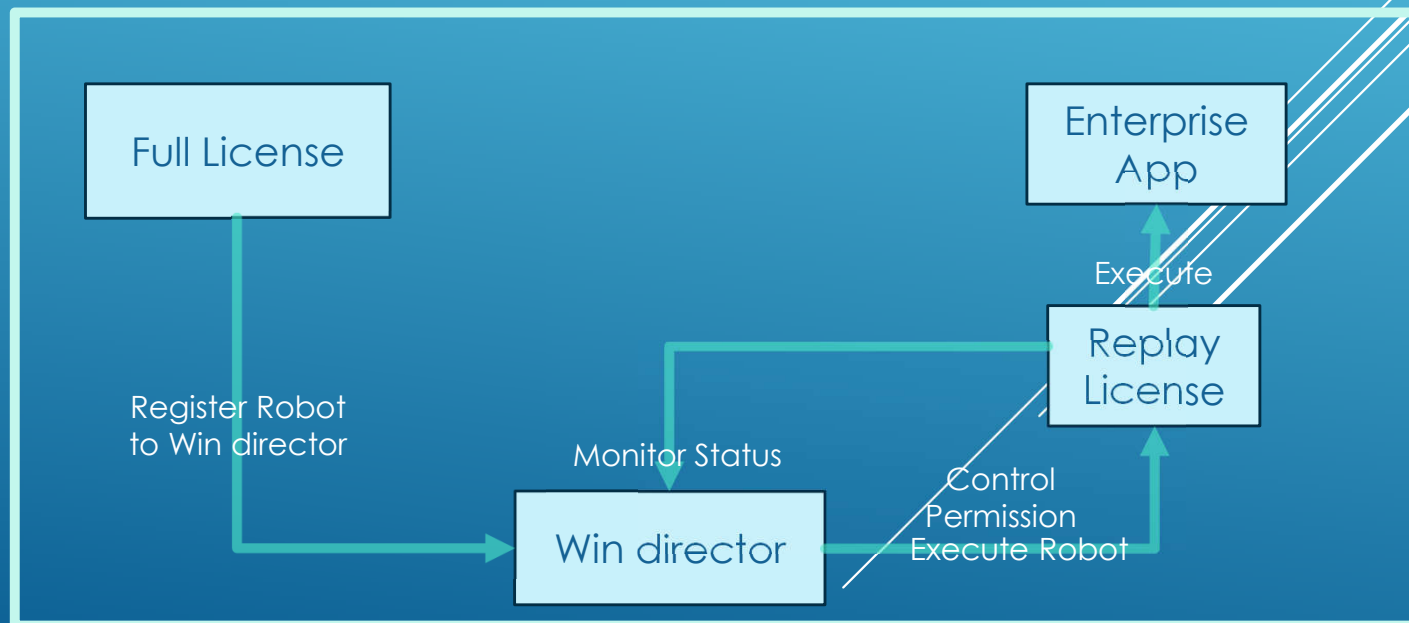 Full License
Enterprise
App
Execute
Replay
License
Register Robot
to Win director
Monitor Status
Control
Permission
Execute Robot
Win director